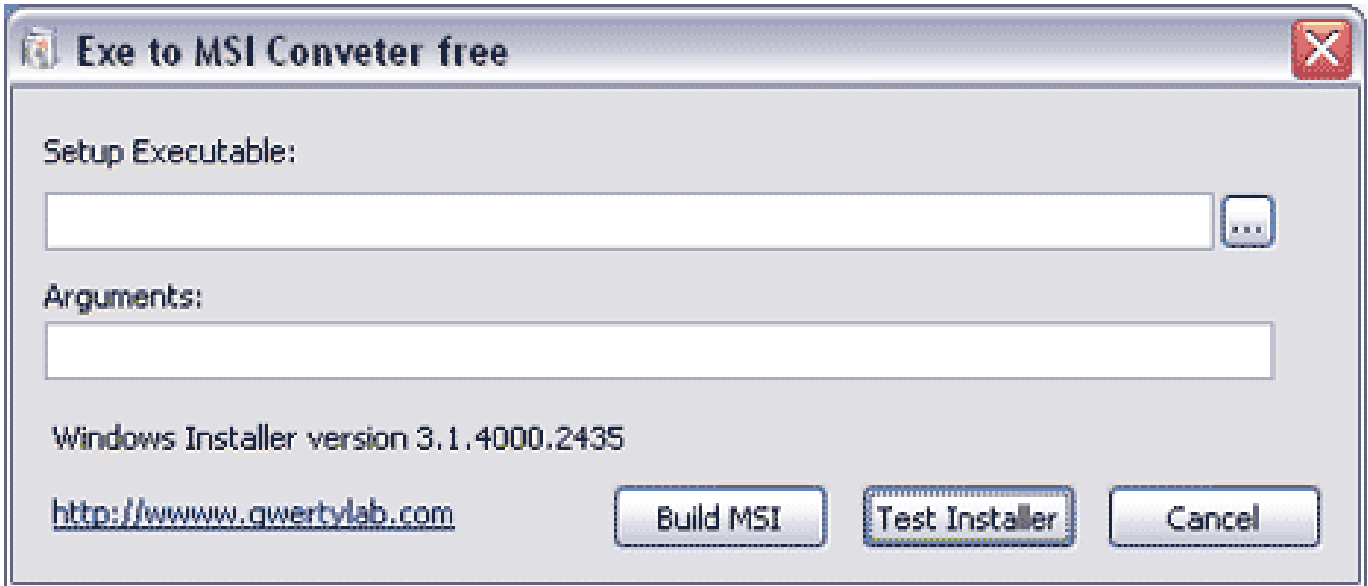 Exe to MSI Conveter free
Setup Executable:
...
Arguments:
Windows Installer version 3.1.4000.2435
http://wwww.qwertylab.com
Build MSI
Test Installer
Cancel